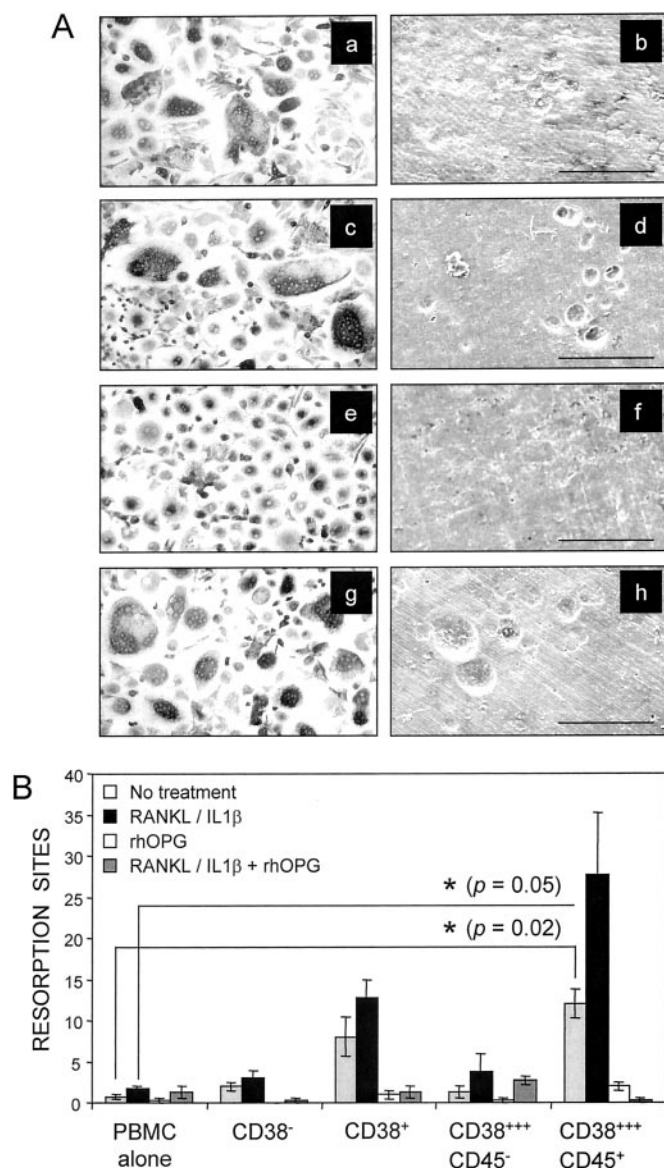 A
a
b
c
d
e
f
g
h
B
RESORPTION SITES
40
35
30
25
20
15
10
5
0
No treatment
RANKL / IL1β
rhOPG
RANKL / IL1β + rhOPG
* (p = 0.05)
* (p = 0.02)
PBMC alone
CD38⁻
CD38⁺
CD38⁺⁺⁺ CD45⁻
CD38⁺⁺⁺ CD45⁺